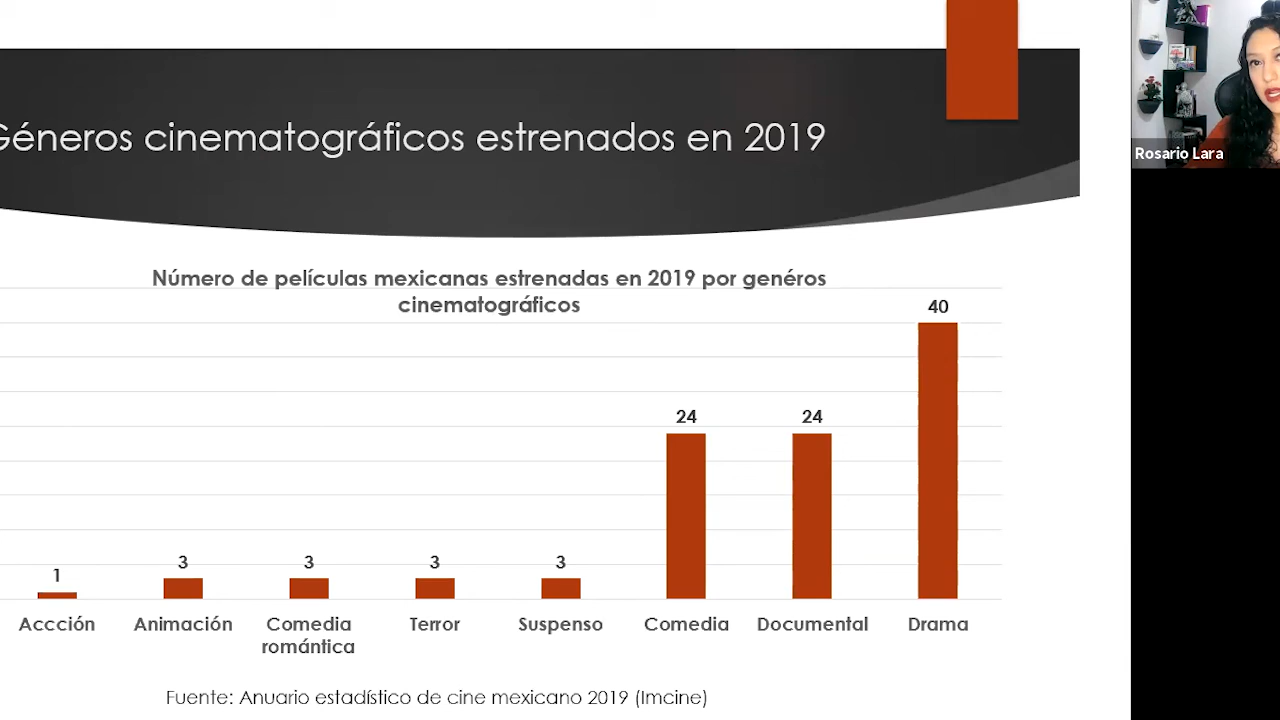 Géneros cinematográficos estrenados en 2019
Rosario Lara
Número de películas mexicanas estrenadas en 2019 por genéros
cinematográficos
40
24 24
3 3 3 3
1
Accción Animación Comedia Terror Suspenso Comedia Documental Drama
romántica
Fuente: Anuario estadístico de cine mexicano 2019 (Imcine)